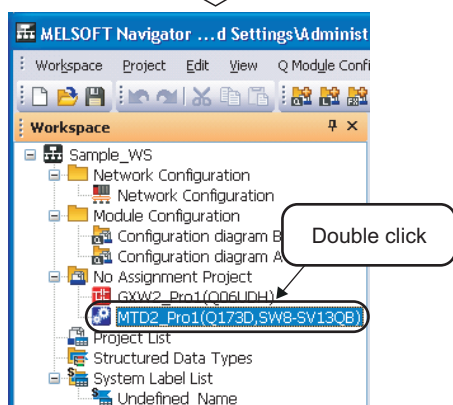 MELSOFT Navigator ...d Settings\Administ
Workspace Project Edit View Q Module Confi
Workspace
Sample_WS
Network Configuration
Network Configuration
Module Configuration
Configuration diagram B
Configuration diagram A
Double click
No Assignment Project
GXW2_Pro1(Q06UDH)
MTD2_Pro1(Q173D,SW8-SV13QB)
Project List
Structured Data Types
System Label List
Undefined Name